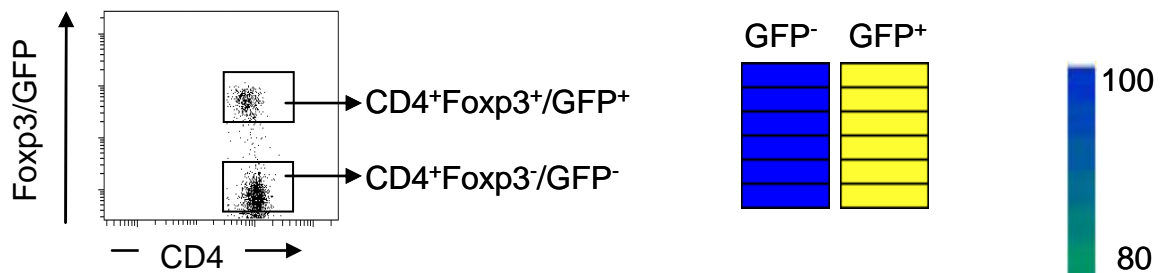 Foxp3/GFP
CD4⁺Foxp3⁺/GFP⁺
CD4⁺Foxp3⁻/GFP⁻
— CD4
GFP⁻ GFP⁺
100
80